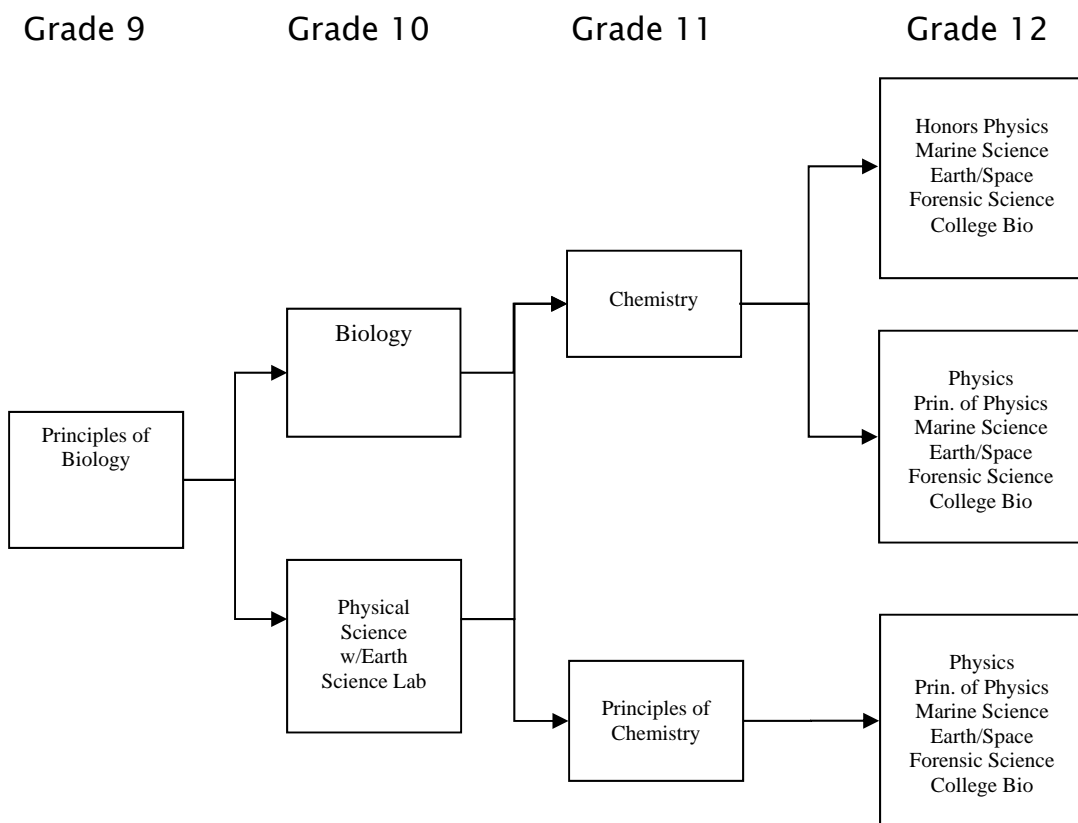 Grade 9
Grade 10
Grade 11
Grade 12
Principles of
Biology
Biology
Physical
Science
w/Earth
Science Lab
Chemistry
Principles of
Chemistry
Honors Physics
Marine Science
Earth/Space
Forensic Science
College Bio
Physics
Prin. of Physics
Marine Science
Earth/Space
Forensic Science
College Bio
Physics
Prin. of Physics
Marine Science
Earth/Space
Forensic Science
College Bio